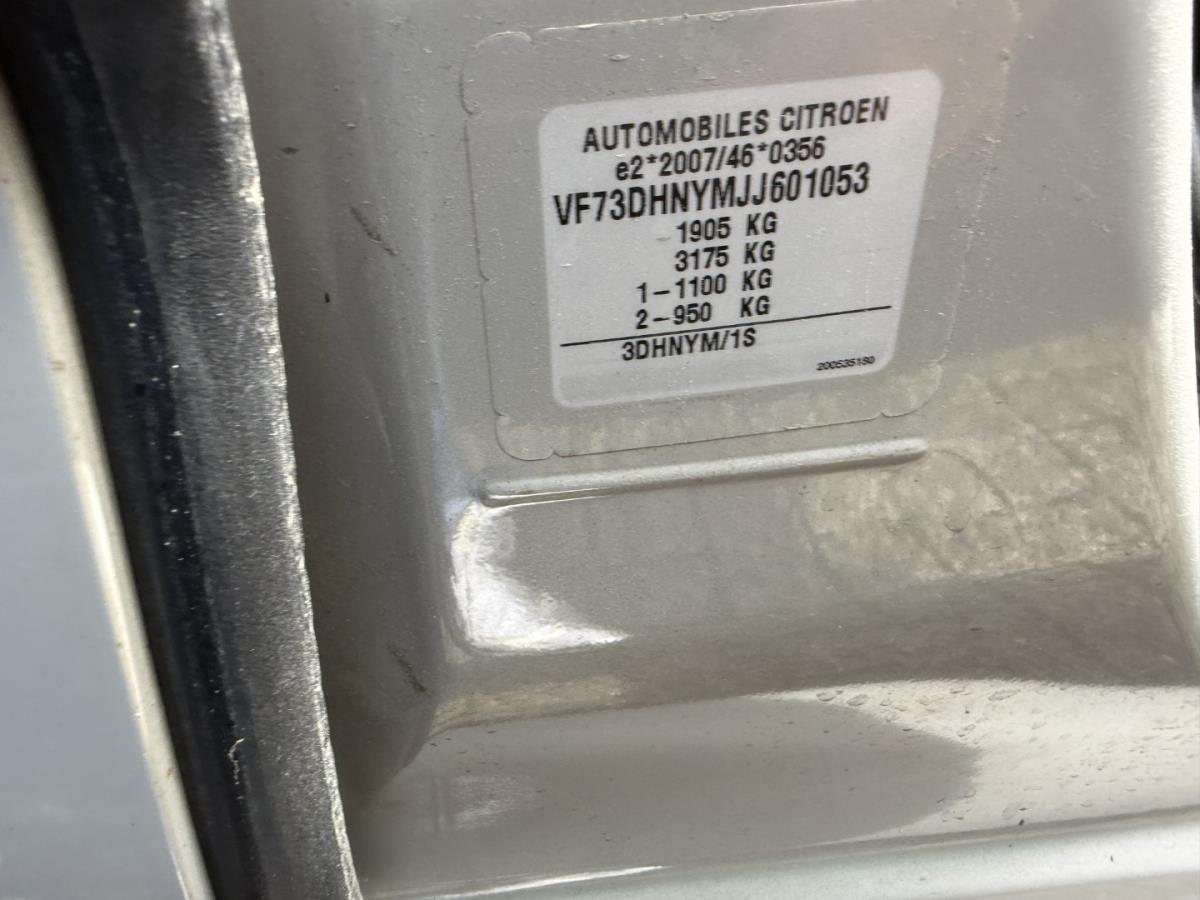 AUTOMOBILES CITROEN
e2*2007/46*0356
VF73DHNYMJJ601053
1905 KG
3175 KG
1-1100 KG
2-950 KG
3DHNYM/1S
200535180